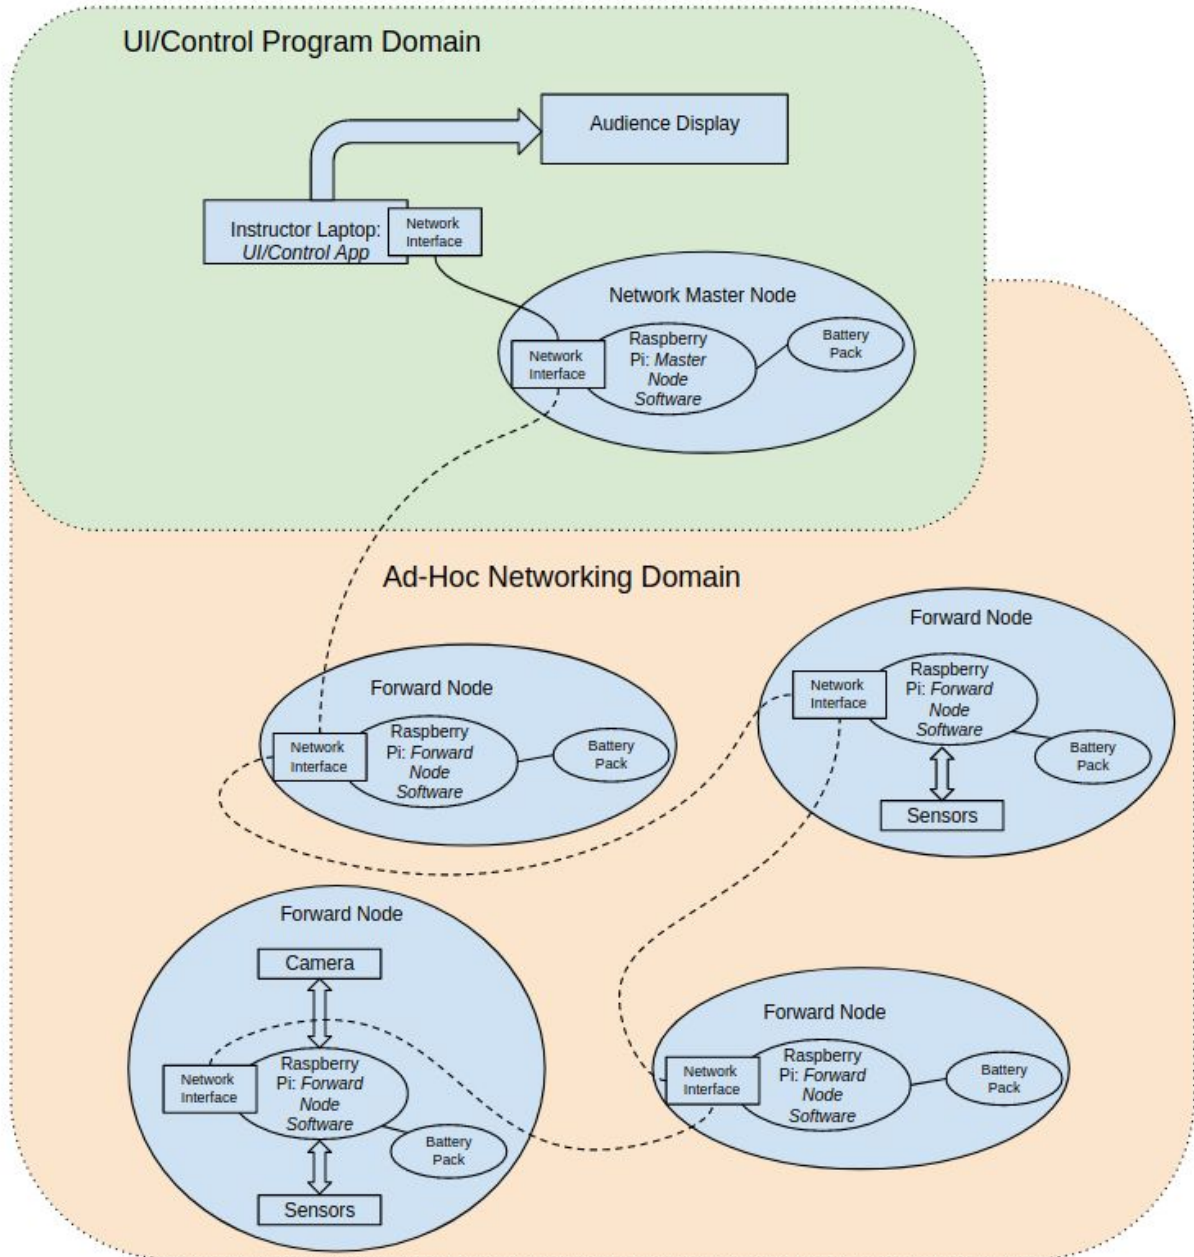 UI/Control Program Domain
Audience Display
Instructor Laptop:
UI/Control App
Network
Interface
Network Master Node
Network
Interface
Raspberry
Pi: Master
Node
Software
Battery
Pack
Ad-Hoc Networking Domain
Forward Node
Network
Interface
Raspberry
Pi: Forward
Node
Software
Battery
Pack
Sensors
Forward Node
Network
Interface
Raspberry
Pi: Forward
Node
Software
Battery
Pack
Forward Node
Camera
Network
Interface
Raspberry
Pi: Forward
Node
Software
Battery
Pack
Sensors
Forward Node
Network
Interface
Raspberry
Pi: Forward
Node
Software
Battery
Pack